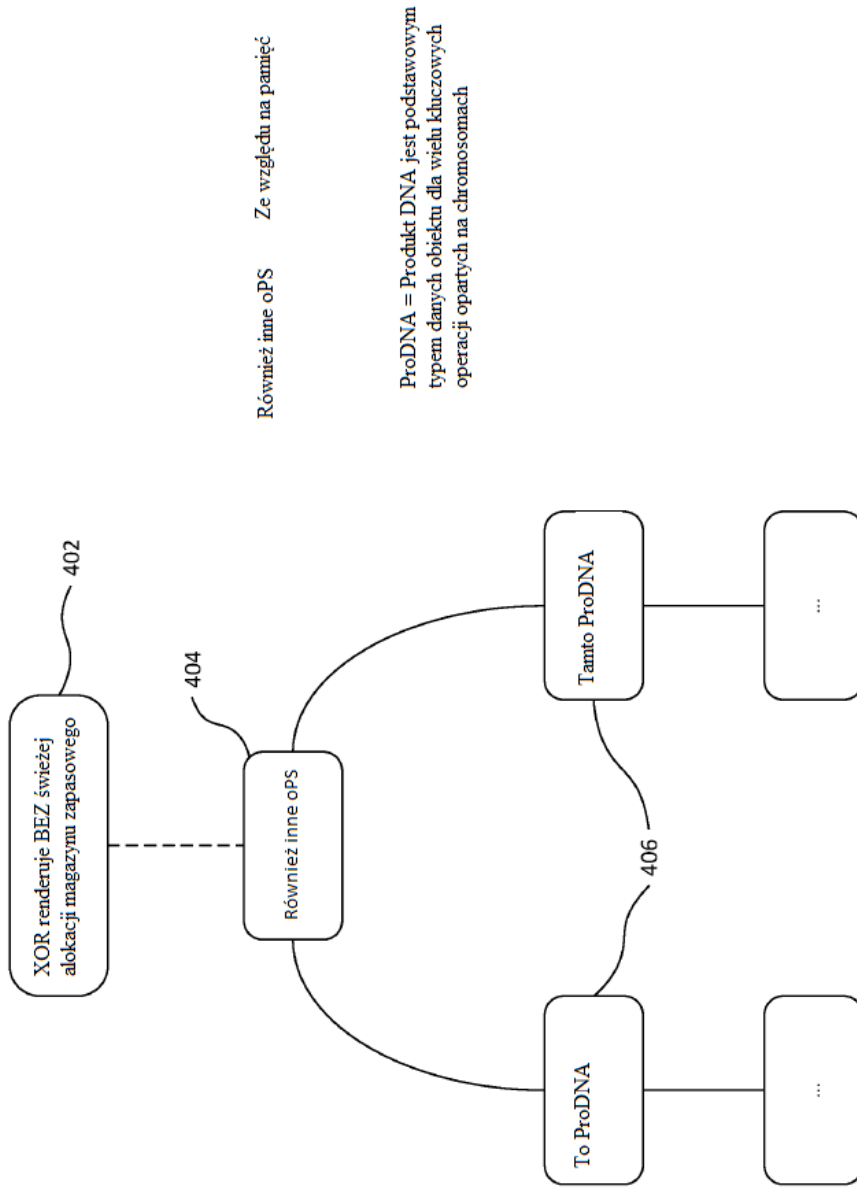 XOR renderuje BEZ świeżej
alokacji magazynu zapasowego
402
404
Również inne oPS
To ProDNA
Tamto ProDNA
406
...
...
Również inne oPS
Ze względu na pamięć
ProDNA = Produkt DNA jest podstawowym
typem danych obiektu dla wielu kluczowych
operacji opartych na chromosomach